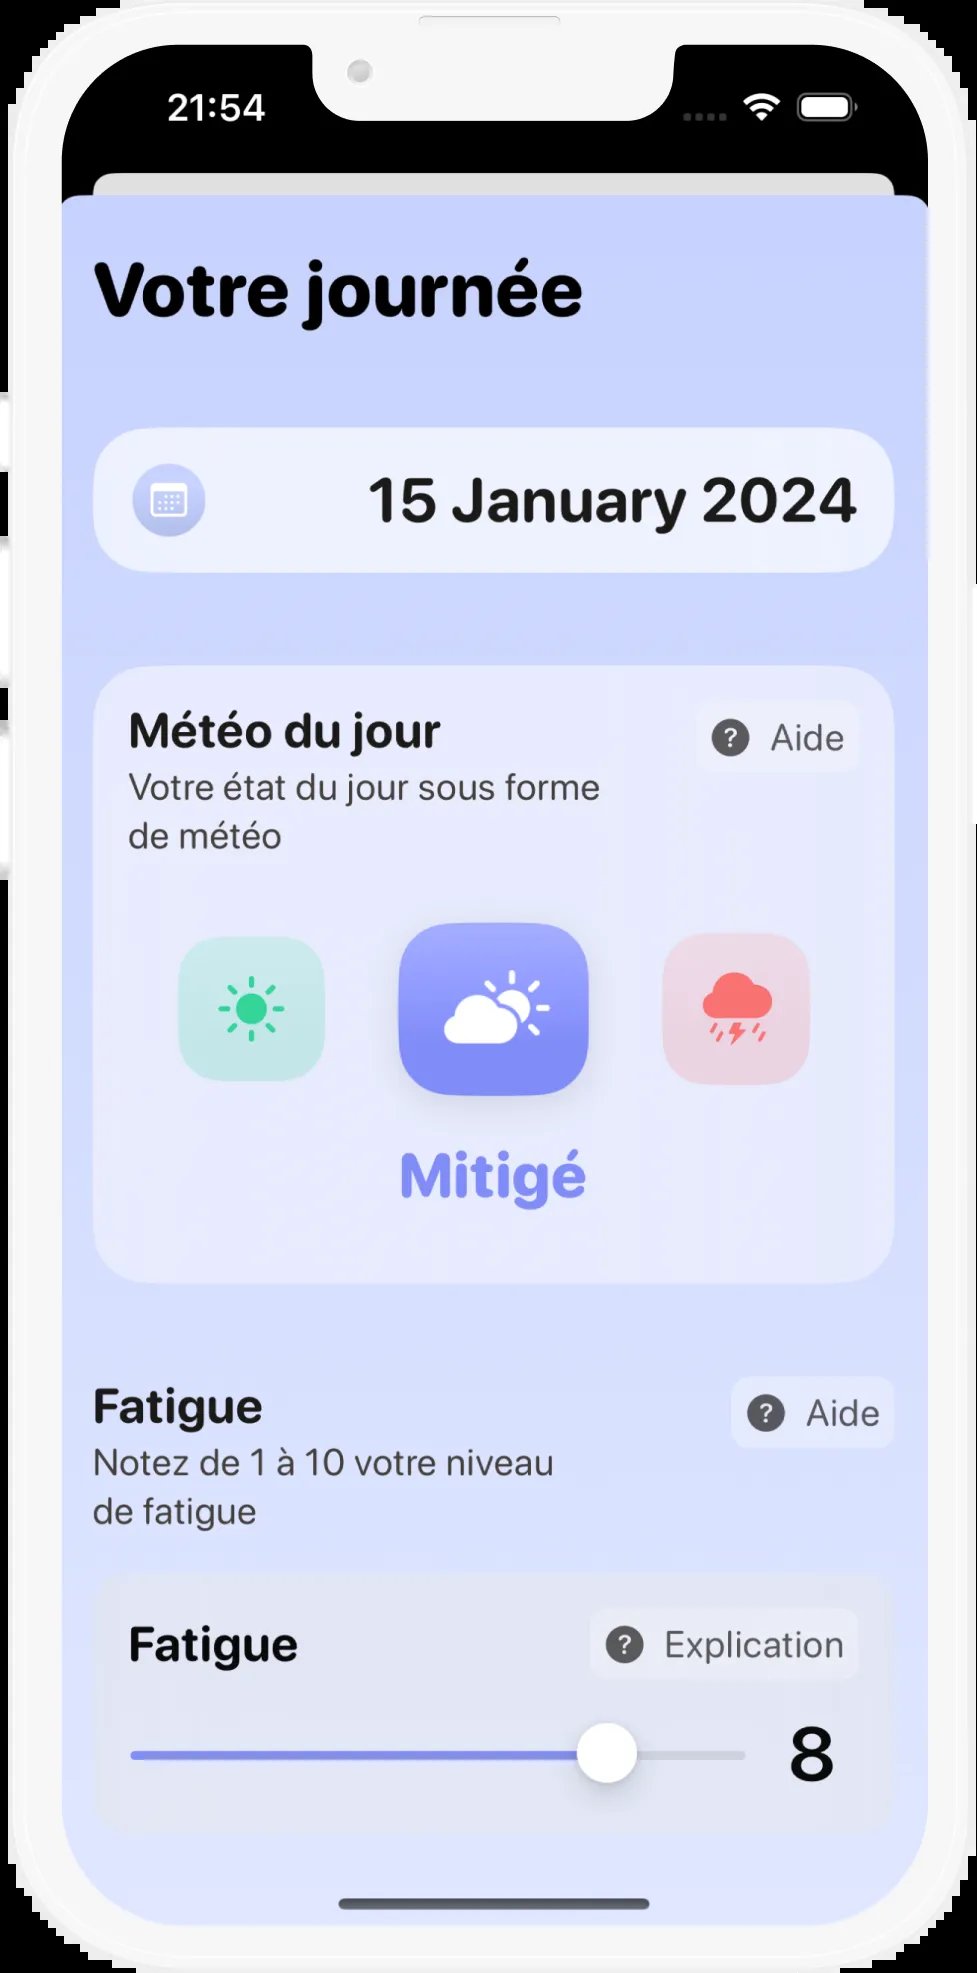 21:54
Votre journée
15 January 2024
Météo du jour
? Aide
Votre état du jour sous forme
de météo
Mitigé
Fatigue
? Aide
Notez de 1 à 10 votre niveau
de fatigue
Fatigue
? Explication
8